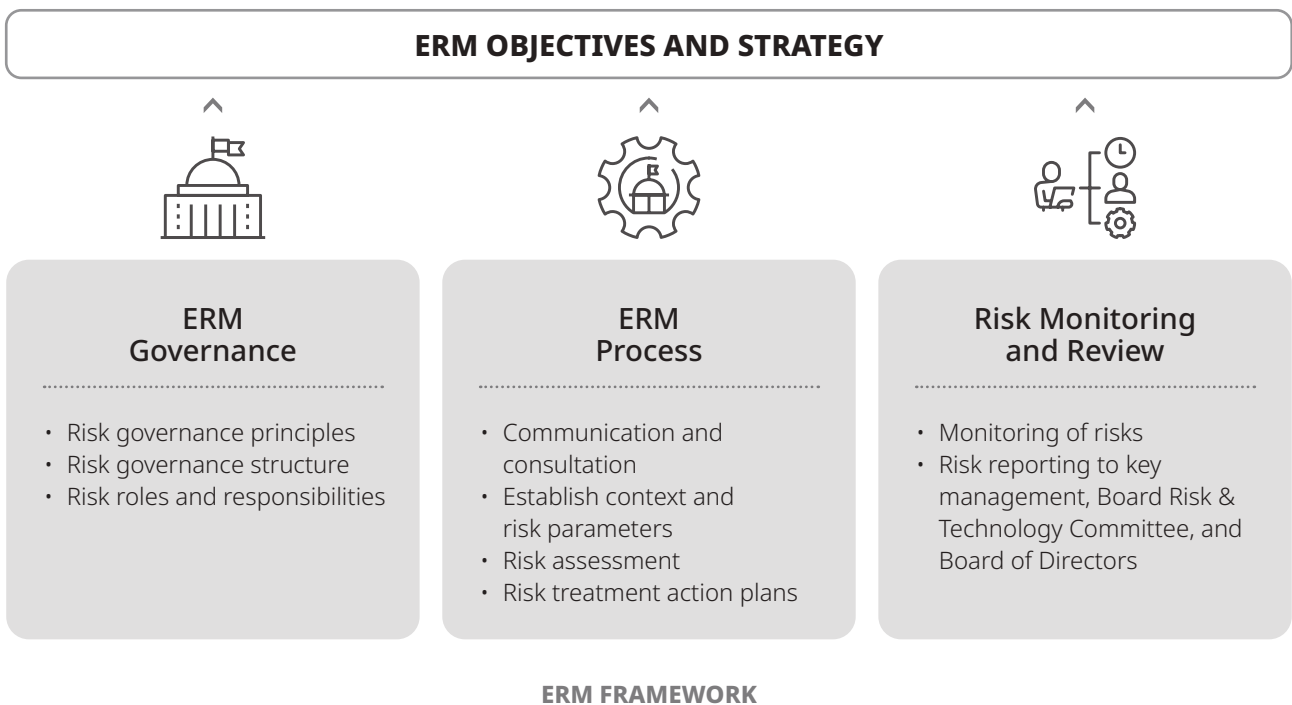 ERM OBJECTIVES AND STRATEGY
ERM
Governance
• Risk governance principles
• Risk governance structure
• Risk roles and responsibilities
ERM
Process
• Communication and
consultation
• Establish context and
risk parameters
• Risk assessment
• Risk treatment action plans
Risk Monitoring
and Review
• Monitoring of risks
• Risk reporting to key
management, Board Risk &
Technology Committee, and
Board of Directors
ERM FRAMEWORK